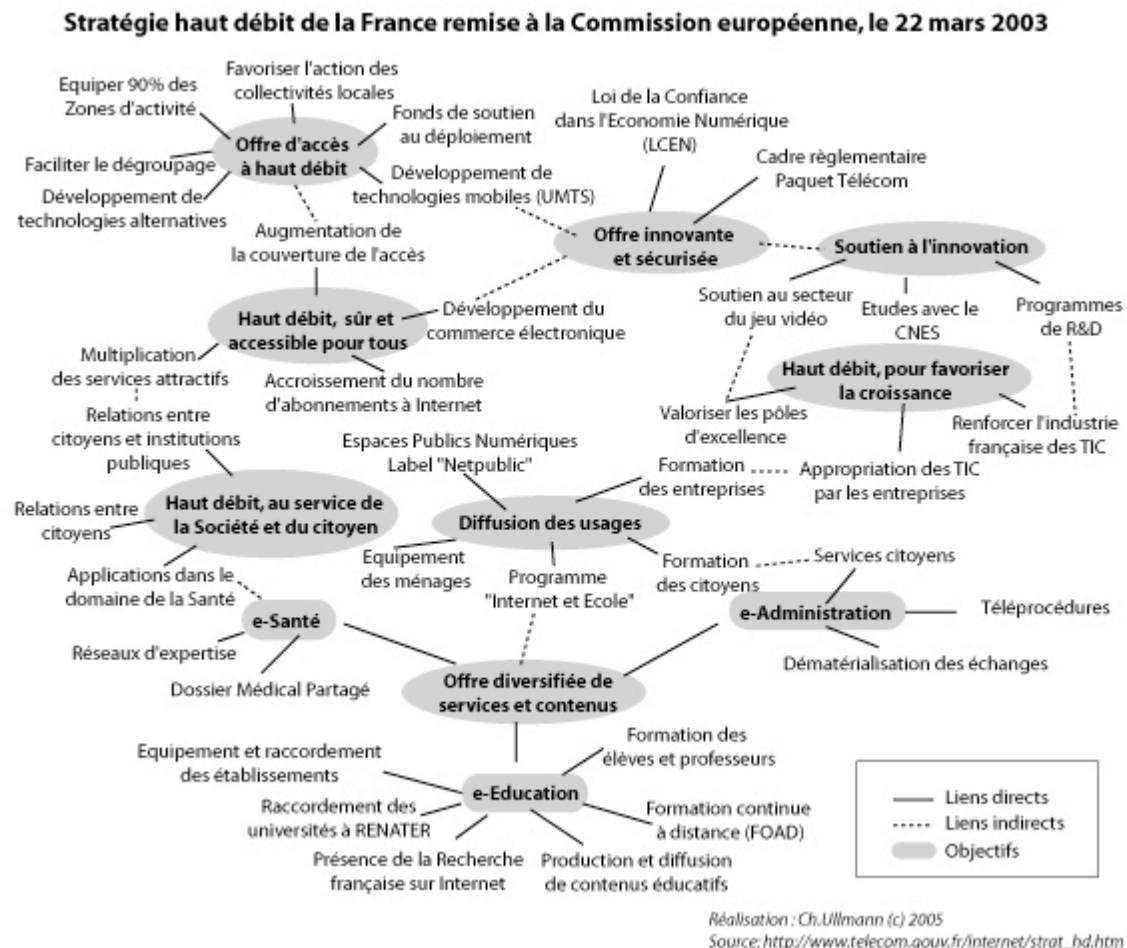 Stratégie haut débit de la France remise à la Commission européenne, le 22 mars 2003
Favoriser l'action des
collectivités locales
Equiper 90% des
Zones d'activité
Fonds de soutien
au déploiement
Offre d'accès
à haut débit
Faciliter le dégroupage
Développement de
technologies alternatives
Développement de
technologies mobiles (UMTS)
Loi de la Confiance
dans l'Economie Numérique
(LCEN)
Cadre règlementaire
Paquet Télécom
Augmentation de
la couverture de l'accès
Offre innovante
et sécurisée
Soutien à l'innovation
Soutien au secteur
du jeu vidéo
Etudes avec le
CNES
Programmes
de R&D
Haut débit, sûr et
accessible pour tous
Développement du
commerce électronique
Multiplication
des services attractifs
Accroissement du nombre
d'abonnements à Internet
Haut débit, pour favoriser
la croissance
Valoriser les pôles
d'excellence
Renforcer l'industrie
française des TIC
Relations entre
citoyens et institutions
publiques
Espaces Publics Numériques
Label "Netpublic"
Formation
des entreprises
Appropriation des TIC
par les entreprises
Relations entre
citoyens
Haut débit, au service de
la Société et du citoyen
Diffusion des usages
Equipement
des ménages
Programme
"Internet et Ecole"
Formation
des citoyens
Services citoyens
Applications dans le
domaine de la Santé
e-Santé
e-Administration
Téléprocédures
Réseaux d'expertise
Dossier Médical Partagé
Dématérialisation des échanges
Offre diversifiée de
services et contenus
Equipement et raccordement
des établissements
Formation des
élèves et professeurs
e-Education
Raccordement des
universités à RENATER
Formation continue
à distance (FOAD)
Présence de la Recherche
française sur Internet
Production et diffusion
de contenus éducatifs
Liens directs
Liens indirects
Objectifs
Réalisation : Ch.Ullmann (c) 2005
Source: http://www.telecom.gouv.fr/internet/strat_hd.htm